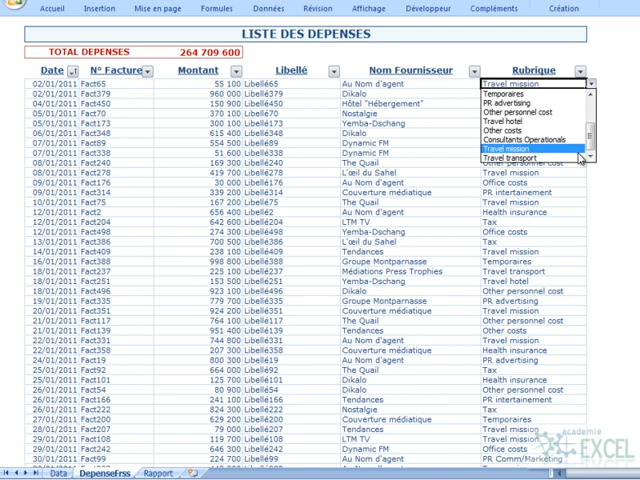 Accueil Insertion Mise en page Formules Données Révision Affichage Développeur Compléments Création
LISTE DES DEPENSES
TOTAL DEPENSES 264 709 600
Date N° Facture Montant Libellé Nom Fournisseur Rubrique
02/01/2011 Fact65 55 100 Libellé65 Au Nom d'agent Travel mission
02/01/2011 Fact379 960 000 Libellé379 Dikalo Temporaires
04/01/2011 Fact450 150 900 Libellé450 Hôtel "Hébergement" PR advertising
05/01/2011 Fact70 370 100 Libellé70 Nostalgie Other personnel cost
05/01/2011 Fact173 300 100 Libellé173 Yemba-Dschang Travel hotel
06/01/2011 Fact348 615 400 Libellé348 Dikalo Other costs
07/01/2011 Fact89 554 500 Libellé89 Dynamic FM Consultants Operationals
07/01/2011 Fact338 51 600 Libellé338 Dynamic FM Travel mission
08/01/2011 Fact240 169 300 Libellé240 The Quail Travel transport
08/01/2011 Fact278 419 700 Libellé278 L'œil du Sahel Travel mission
09/01/2011 Fact176 30 000 Libellé176 Au Nom d'agent Office costs
09/01/2011 Fact314 339 200 Libellé314 Couverture médiatique PR intertainement
10/01/2011 Fact75 167 200 Libellé75 The Quail Travel mission
12/01/2011 Fact2 656 400 Libellé2 Au Nom d'agent Health insurance
12/01/2011 Fact204 642 600 Libellé204 LTM TV Tax
12/01/2011 Fact498 274 300 Libellé498 Yemba-Dschang Office costs
13/01/2011 Fact386 700 500 Libellé386 L'œil du Sahel Tax
14/01/2011 Fact409 238 100 Libellé409 Tendances Travel mission
16/01/2011 Fact388 998 800 Libellé388 Groupe Montparnasse Temporaires
18/01/2011 Fact237 225 100 Libellé237 Médiations Press Trophies Travel transport
18/01/2011 Fact251 153 500 Libellé251 Yemba-Dschang Travel hotel
18/01/2011 Fact496 923 100 Libellé496 Dikalo Other personnel cost
19/01/2011 Fact335 779 700 Libellé335 Groupe Montparnasse PR advertising
20/01/2011 Fact351 924 200 Libellé351 Tendances Travel mission
21/01/2011 Fact117 764 100 Libellé117 The Quail Other personnel cost
21/01/2011 Fact139 951 400 Libellé139 Tendances Other costs
22/01/2011 Fact331 744 800 Libellé331 Au Nom d'agent Travel mission
22/01/2011 Fact358 207 300 Libellé358 Couverture médiatique Health insurance
24/01/2011 Fact19 800 300 Libellé19 Au Nom d'agent PR advertising
25/01/2011 Fact92 664 000 Libellé92 The Quail Tax
25/01/2011 Fact101 125 700 Libellé101 Dikalo Health insurance
26/01/2011 Fact54 80 900 Libellé54 Dikalo Other personnel cost
26/01/2011 Fact166 241 100 Libellé166 Tendances PR intertainement
26/01/2011 Fact222 824 300 Libellé222 Nostalgie Tax
27/01/2011 Fact200 629 200 Libellé200 Couverture médiatique Temporaires
28/01/2011 Fact207 79 000 Libellé207 Tendances Travel mission
29/01/2011 Fact108 119 700 Libellé108 LTM TV Travel mission
29/01/2011 Fact242 646 300 Libellé242 Dynamic FM Office costs
30/01/2011 Fact99 224 700 Libellé99 Au Nom d'agent PR Comm/Marketing
academie
EXCEL
Data DepenseFrss Rapport